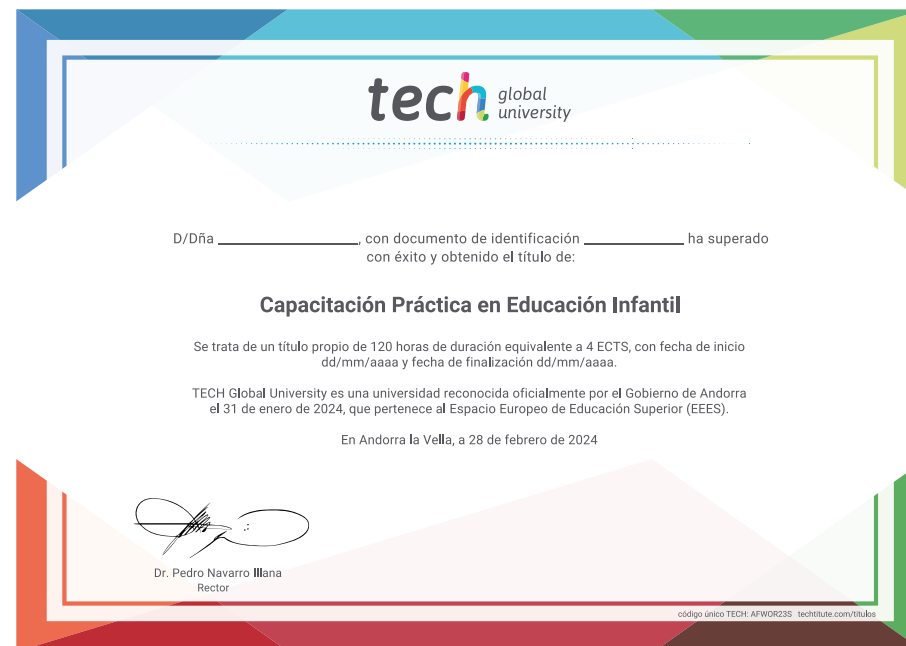 tech global university
D/Dña ____________________, con documento de identificación ______________ ha superado
con éxito y obtenido el título de:
Capacitación Práctica en Educación Infantil
Se trata de un título propio de 120 horas de duración equivalente a 4 ECTS, con fecha de inicio
dd/mm/aaaa y fecha de finalización dd/mm/aaaa.
TECH Global University es una universidad reconocida oficialmente por el Gobierno de Andorra
el 31 de enero de 2024, que pertenece al Espacio Europeo de Educación Superior (EEES).
En Andorra la Vella, a 28 de febrero de 2024
Dr. Pedro Navarro Illana
Rector
código único TECH: AFWOR23S techtitute.com/titulos